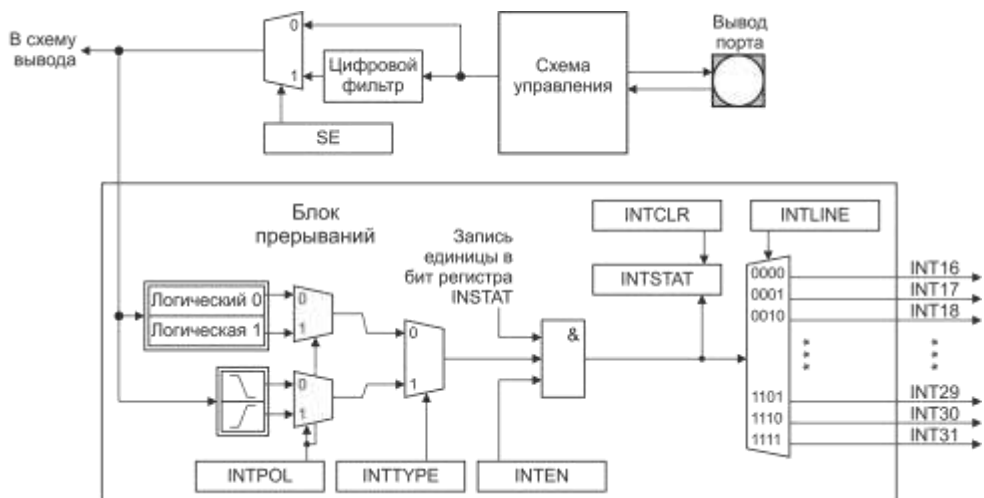 В схему
вывода
0
1
Цифровой
фильтр
SE
Схема
управления
Вывод
порта
Блок
прерываний
Логический 0
Логическая 1
0
1
0
1
INTPOL
0
1
INTTYPE
Запись
единицы в
бит регистра
INSTAT
&
INTEN
INTCLR
INTSTAT
INTLINE
0000
0001
0010
1101
1110
1111
INT16
INT17
INT18
* * *
* * *
INT29
INT30
INT31